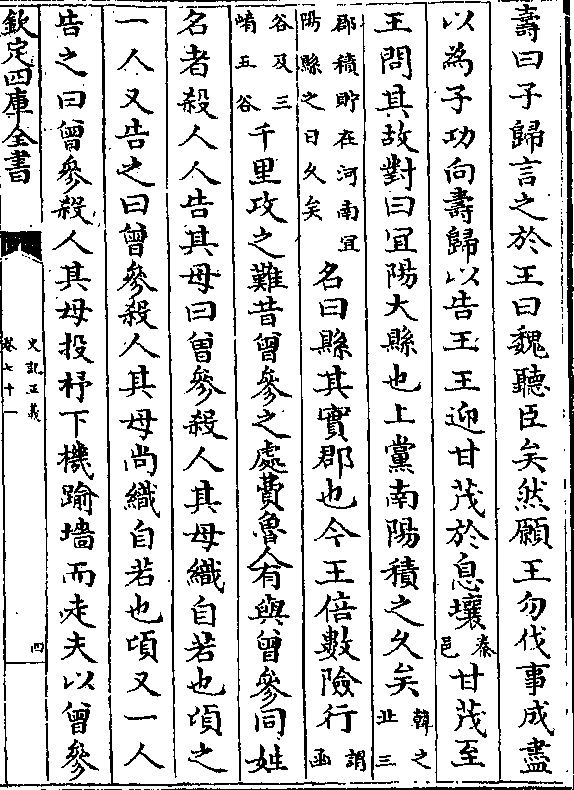 壽曰子歸言之於王曰魏聽臣矣然願王勿伐事成盡
以為子功向壽歸以告王王迎甘茂於息壤秦邑甘茂至
王問其故對曰宜陽大縣也上黨南陽積之久矣韓之北三
郡積貯在河南宜陽縣之日久矣名曰縣其實郡也今王倍數險行謂函
谷及三崤五谷千里攻之難昔曾參之處費魯人有與曾參同姓
名者殺人人告其母曰曾參殺人其母織自若也頃之
一人又告之曰曾參殺人其母尚織自若也頃又一人
告之曰曾參殺人其母投杼下機踰墻而走夫以曾參
欽定四庫全書
史記正義
卷七十一
四